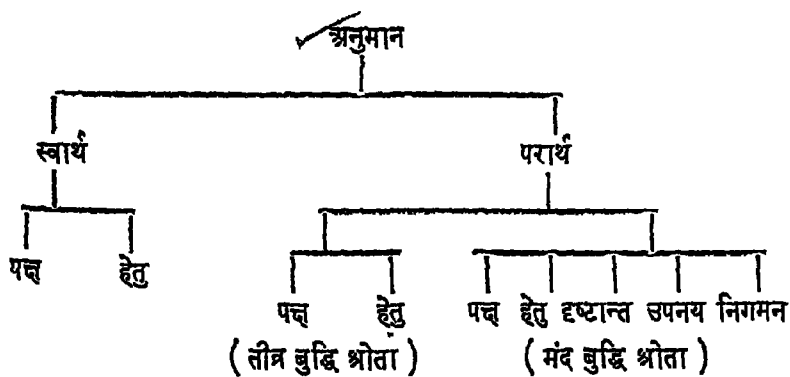 अनुमान
स्वार्थ परार्थ
पक्ष हेतु
पक्ष हेतु पक्ष हेतु दृष्टान्त उपनय निगमन
(तीव्र बुद्धि श्रोता) (मंद बुद्धि श्रोता)